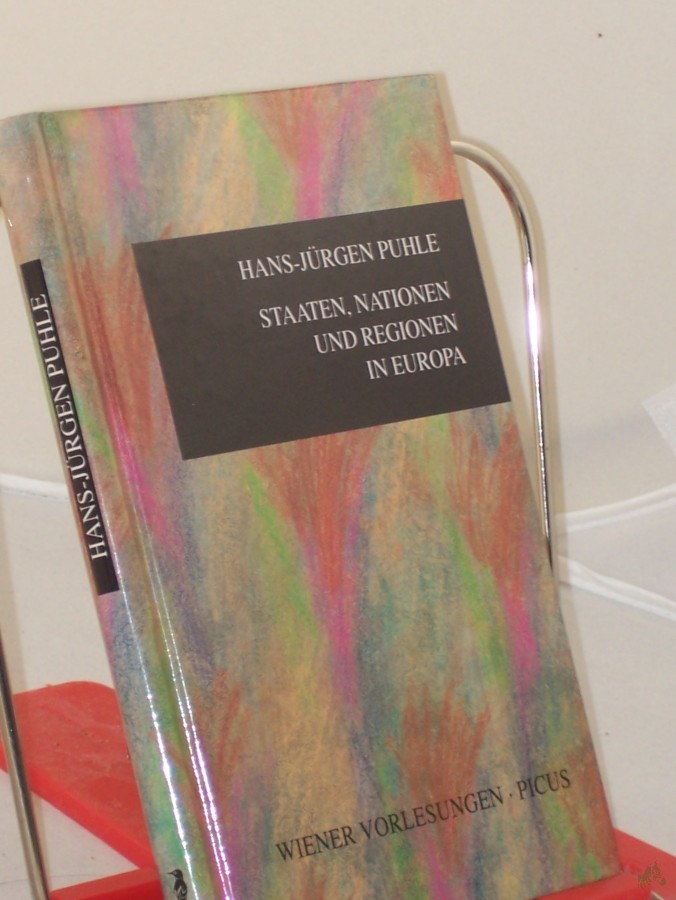 HANS-JÜRGEN PUHLE
STAATEN, NATIONEN
UND REGIONEN
IN EUROPA
WIENER VORLESUNGEN · PICUS
HANS-JÜRGEN PUHLE